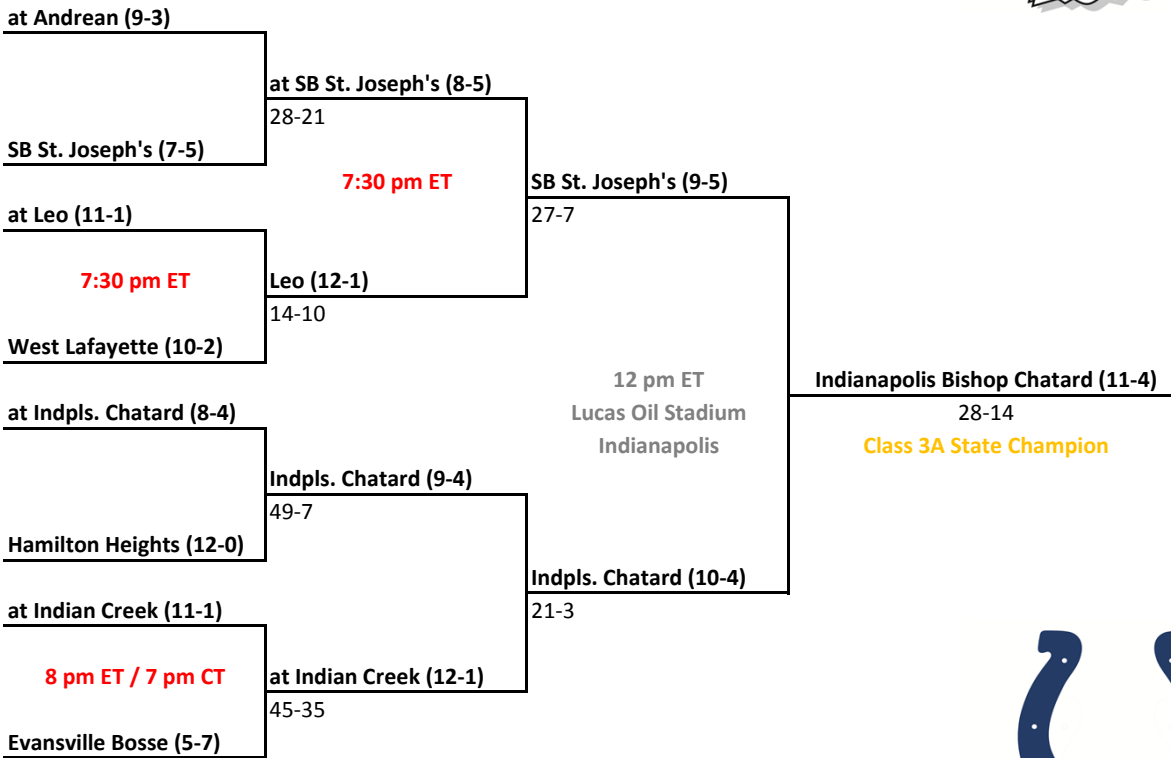 at Andrean (9-3)
at SB St. Joseph's (8-5)
28-21
SB St. Joseph's (7-5)
7:30 pm ET
SB St. Joseph's (9-5)
27-7
at Leo (11-1)
7:30 pm ET
Leo (12-1)
14-10
West Lafayette (10-2)
12 pm ET
Lucas Oil Stadium
Indianapolis
Indianapolis Bishop Chatard (11-4)
28-14
Class 3A State Champion
at Indpls. Chatard (8-4)
Indpls. Chatard (9-4)
49-7
Hamilton Heights (12-0)
Indpls. Chatard (10-4)
21-3
at Indian Creek (11-1)
8 pm ET / 7 pm CT
at Indian Creek (12-1)
45-35
Evansville Bosse (5-7)